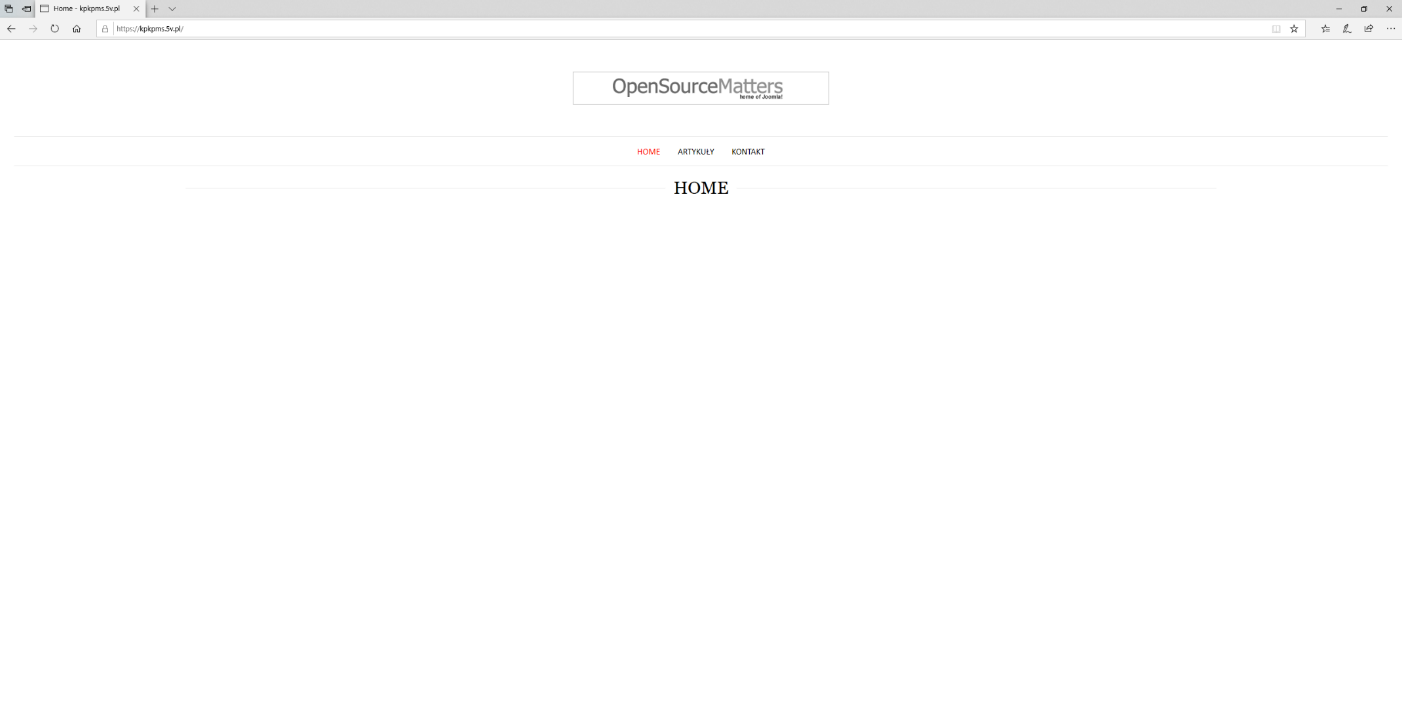 Home - kpkpms.5v.pl
https://kpkpms.5v.pl/
OpenSourceMatters
home of Joomla!
HOME ARTYKUŁY KONTAKT
HOME